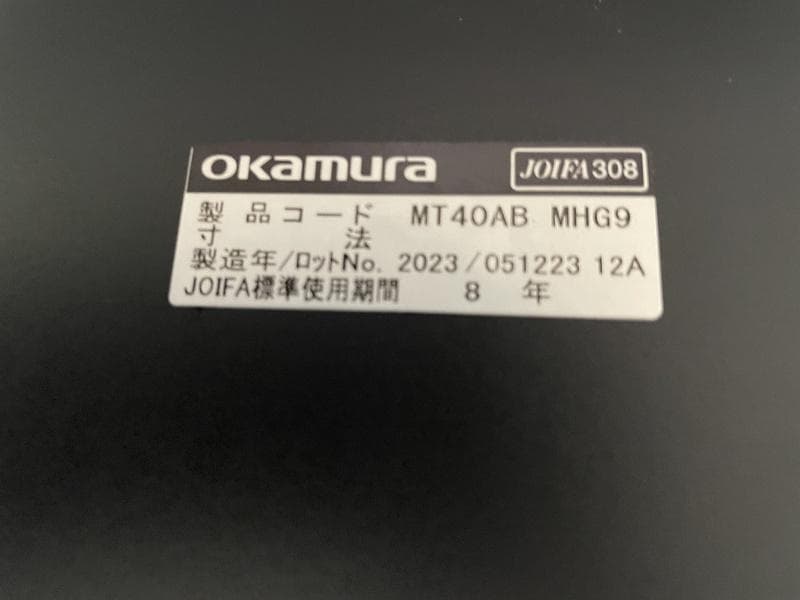 okamura JOIFA308
製品コード MT40AB MHG9
寸法
製造年/ロットNo. 2023/051223 12A
JOIFA標準使用期間 8年